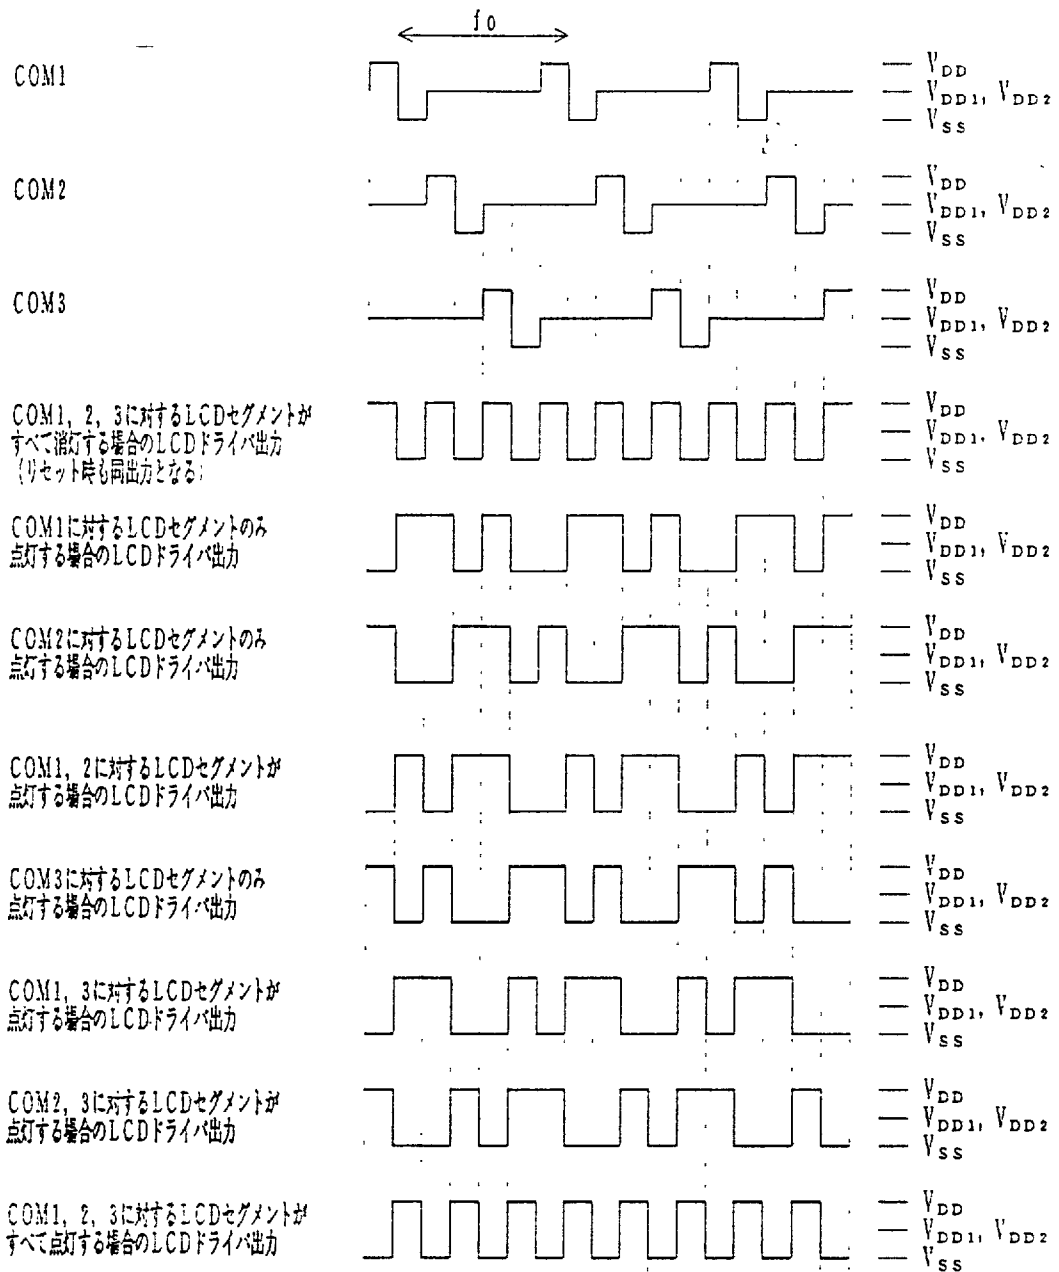 f0
COM1
VDD
VDD1, VDD2
VSS
COM2
VDD
VDD1, VDD2
VSS
COM3
VDD
VDD1, VDD2
VSS
COM1, 2, 3に対するLCDセグメントが
すべて消灯する場合のLCDドライバ出力
(リセット時も同出力となる)
VDD
VDD1, VDD2
VSS
COM1に対するLCDセグメントのみ
点灯する場合のLCDドライバ出力
VDD
VDD1, VDD2
VSS
COM2に対するLCDセグメントのみ
点灯する場合のLCDドライバ出力
VDD
VDD1, VDD2
VSS
COM1, 2に対するLCDセグメントが
点灯する場合のLCDドライバ出力
VDD
VDD1, VDD2
VSS
COM3に対するLCDセグメントのみ
点灯する場合のLCDドライバ出力
VDD
VDD1, VDD2
VSS
COM1, 3に対するLCDセグメントが
点灯する場合のLCDドライバ出力
VDD
VDD1, VDD2
VSS
COM2, 3に対するLCDセグメントが
点灯する場合のLCDドライバ出力
VDD
VDD1, VDD2
VSS
COM1, 2, 3に対するLCDセグメントが
すべて点灯する場合のLCDドライバ出力
VDD
VDD1, VDD2
VSS